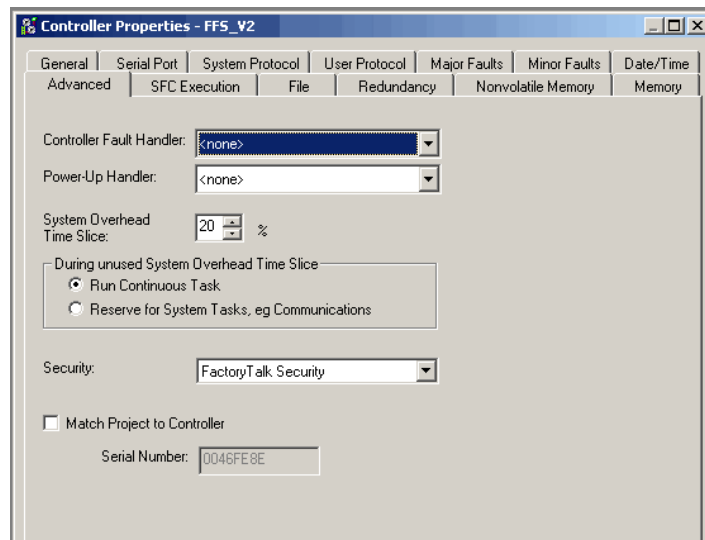 Controller Properties - FFS_V2
General Serial Port System Protocol User Protocol Major Faults Minor Faults Date/Time
Advanced SFC Execution File Redundancy Nonvolatile Memory Memory
Controller Fault Handler: <none>
Power-Up Handler: <none>
System Overhead
Time Slice: 20 %
During unused System Overhead Time Slice
Run Continuous Task
Reserve for System Tasks, eg Communications
Security: FactoryTalk Security
Match Project to Controller
Serial Number: 0046FE8E